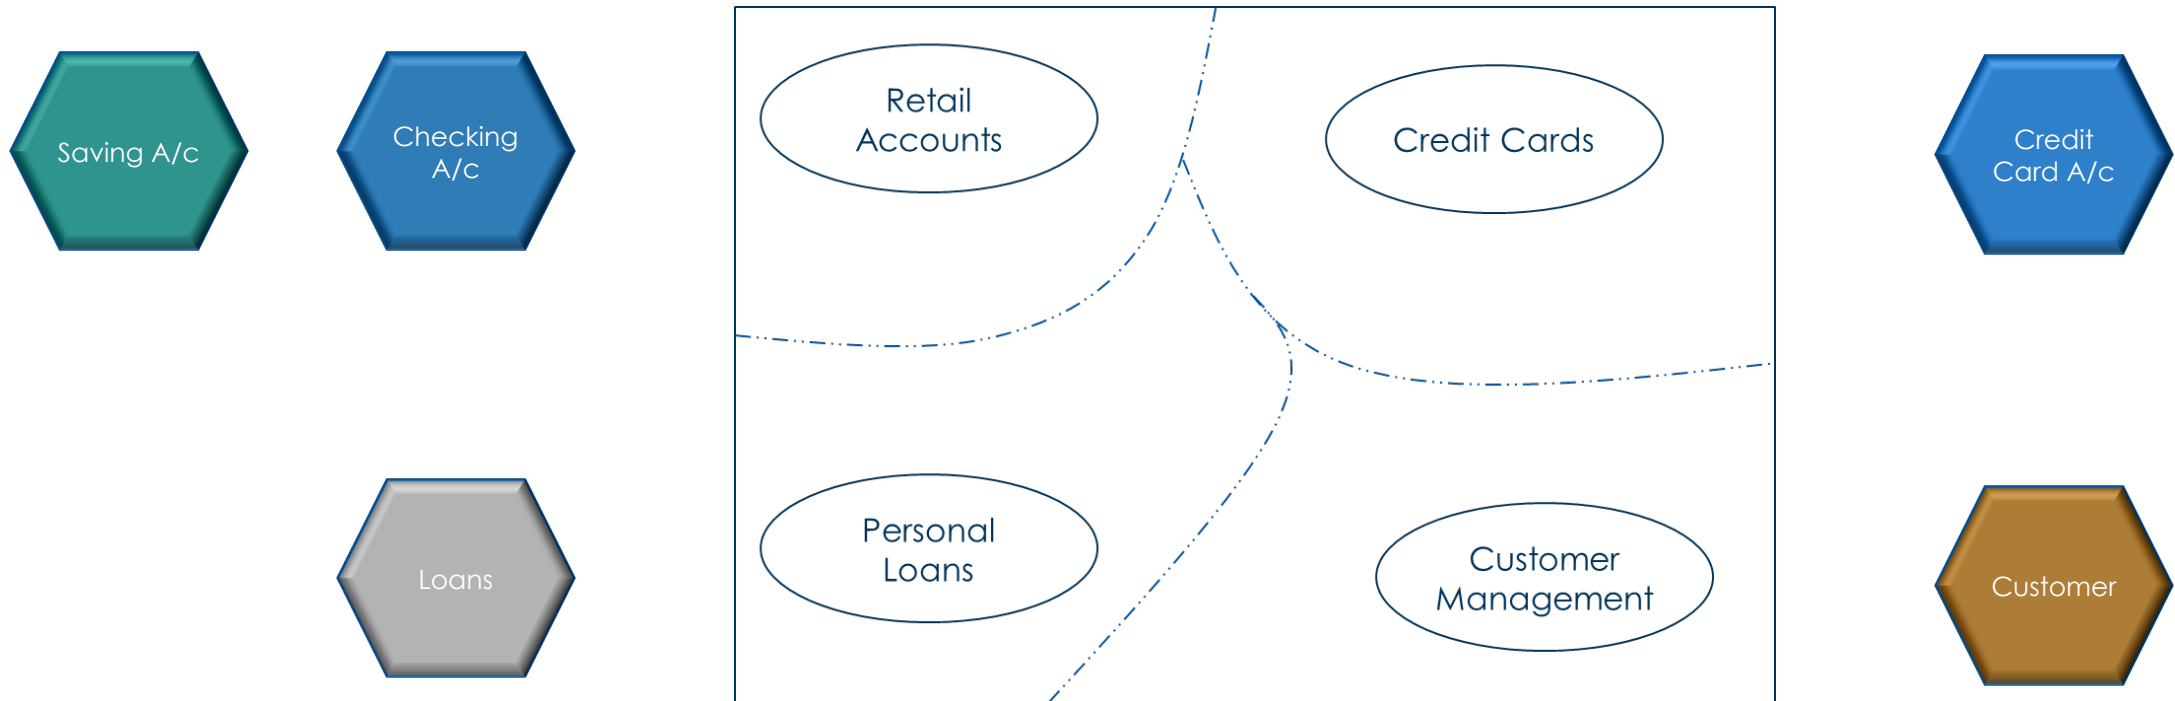 Saving A/c
Checking
A/c
Retail
Accounts
Credit Cards
Credit
Card A/c
Loans
Personal
Loans
Customer
Management
Customer